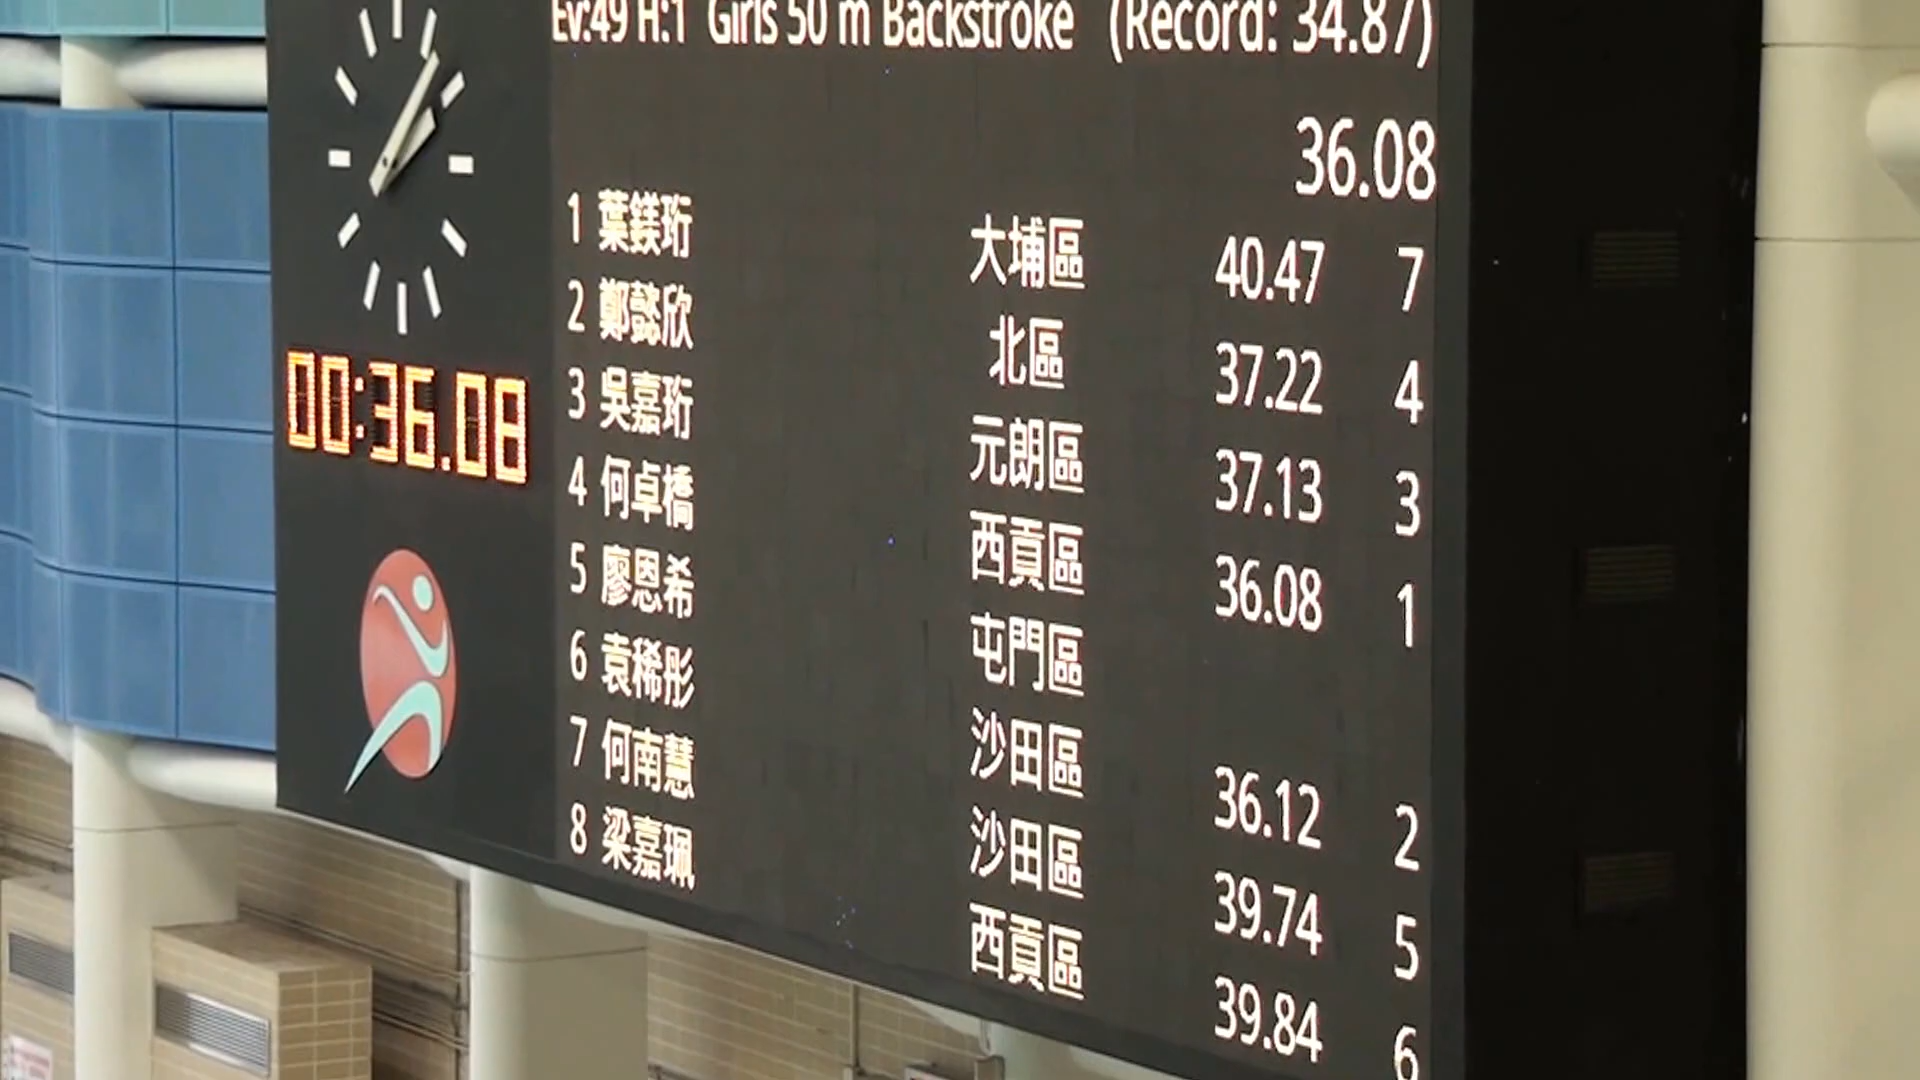 Ev:49 H:1 Girls 50 m Backstroke (Record: 34.87)
36.08
1 葉鎂珩 大埔區 40.47 7
2 鄭懿欣 北區 37.22 4
3 吳嘉珩 元朗區 37.13 3
4 何卓橋 西貢區 36.08 1
5 廖恩希 屯門區
6 袁稀彤 沙田區 36.12 2
7 何南慧 沙田區 39.74 5
8 梁嘉珮 西貢區 39.84 6
00:36.08